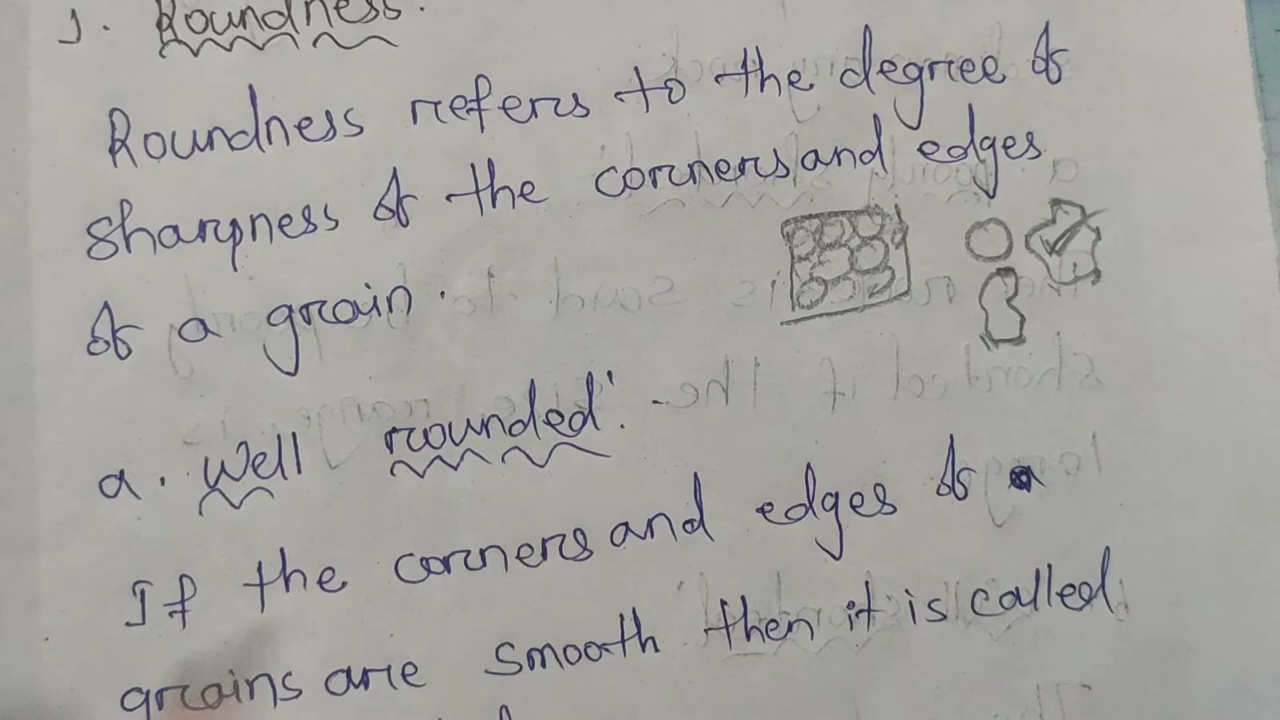 J. Roundness.
Roundness refers to the degree of
sharpness of the corners and edges
of a grain.
a. Well rounded:
If the corners and edges of a
grains are smooth then it is called